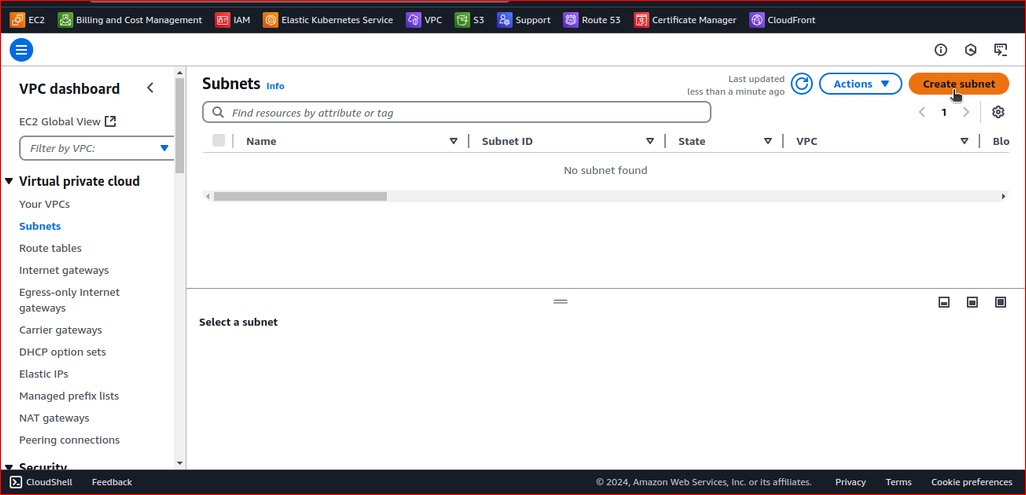 EC2 Billing and Cost Management IAM Elastic Kubernetes Service VPC S3 Support Route 53 Certificate Manager CloudFront
VPC dashboard
EC2 Global View
Filter by VPC:
Virtual private cloud
Your VPCs
Subnets
Route tables
Internet gateways
Egress-only Internet
gateways
Carrier gateways
DHCP option sets
Elastic IPs
Managed prefix lists
NAT gateways
Peering connections
Security
Subnets Info
Last updated
less than a minute ago
Actions
Create subnet
Find resources by attribute or tag
1
Name Subnet ID State VPC Blo
No subnet found
Select a subnet
CloudShell Feedback © 2024, Amazon Web Services, Inc. or its affiliates. Privacy Terms Cookie preferences